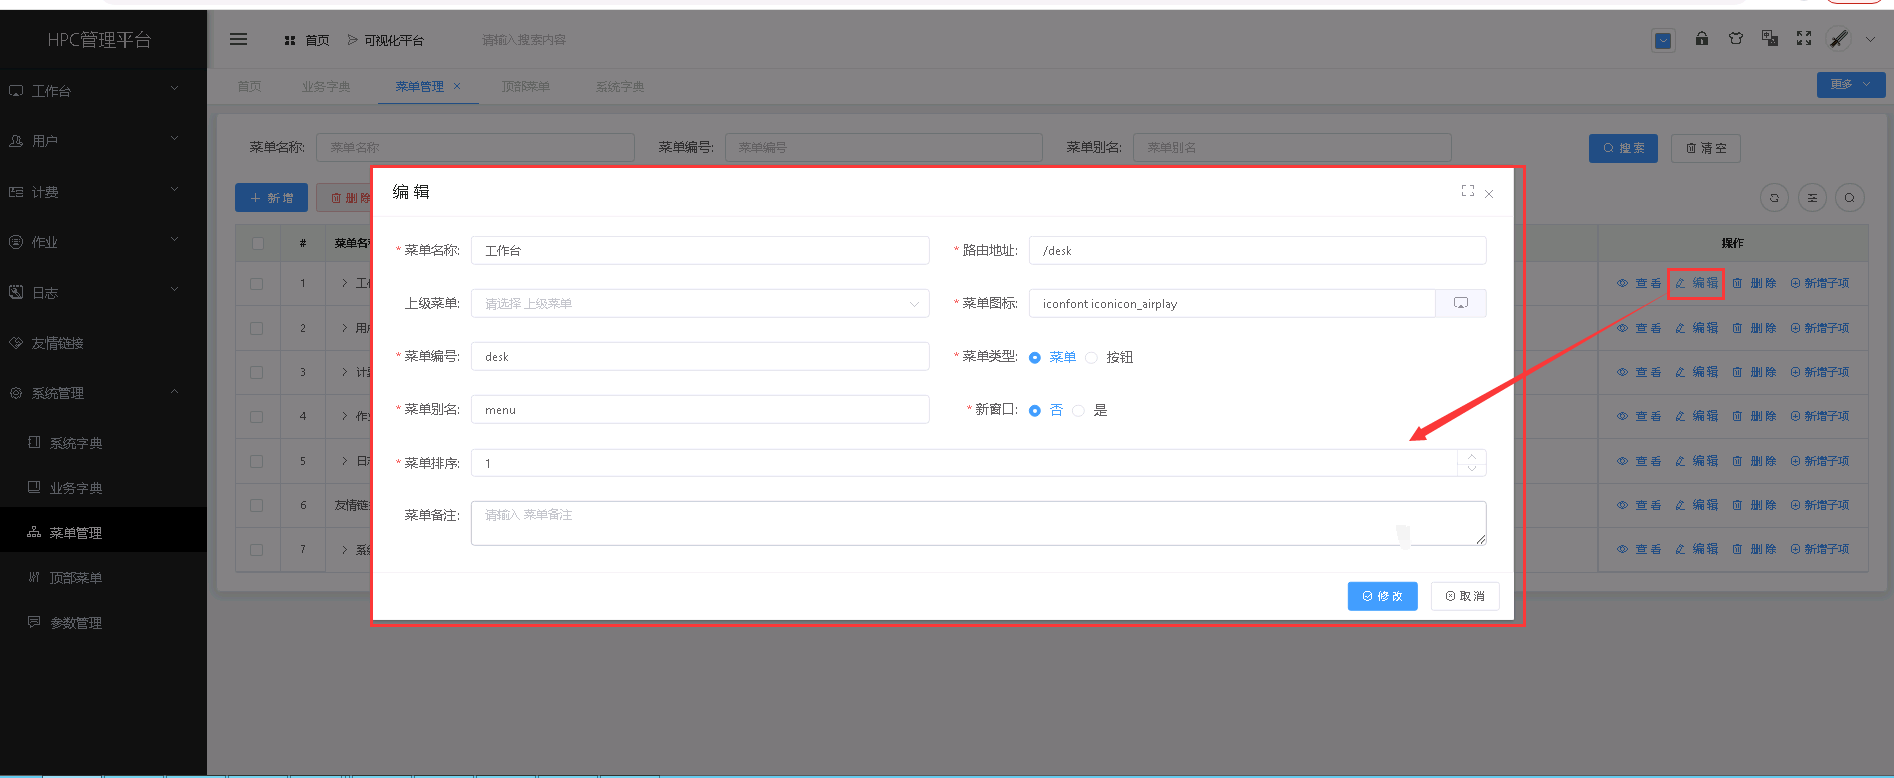 HPC管理平台
首页 可视化平台 请输入搜索内容
工作台
用户
计费
作业
日志
友情链接
系统管理
系统字典
业务字典
菜单管理
顶部菜单
参数管理
首页 业务字典 菜单管理 × 顶部菜单 系统字典 更多
菜单名称: 菜单名称 菜单编号: 菜单编号 菜单别名: 菜单别名 搜索 清空
+ 新增 删除
# 菜单名 操作
1 > 工 查看 编辑 删除 新增子项
2 > 用 查看 编辑 删除 新增子项
3 > 计 查看 编辑 删除 新增子项
4 > 作 查看 编辑 删除 新增子项
5 > 日 查看 编辑 删除 新增子项
6 友情链 查看 编辑 删除 新增子项
7 > 系 查看 编辑 删除 新增子项
编辑
* 菜单名称: 工作台 * 路由地址: /desk
上级菜单: 请选择 上级菜单 * 菜单图标: iconfont iconicon_airplay
* 菜单编号: desk * 菜单类型: 菜单 按钮
* 菜单别名: menu * 新窗口: 否 是
* 菜单排序: 1
菜单备注: 请输入 菜单备注
修改 取消